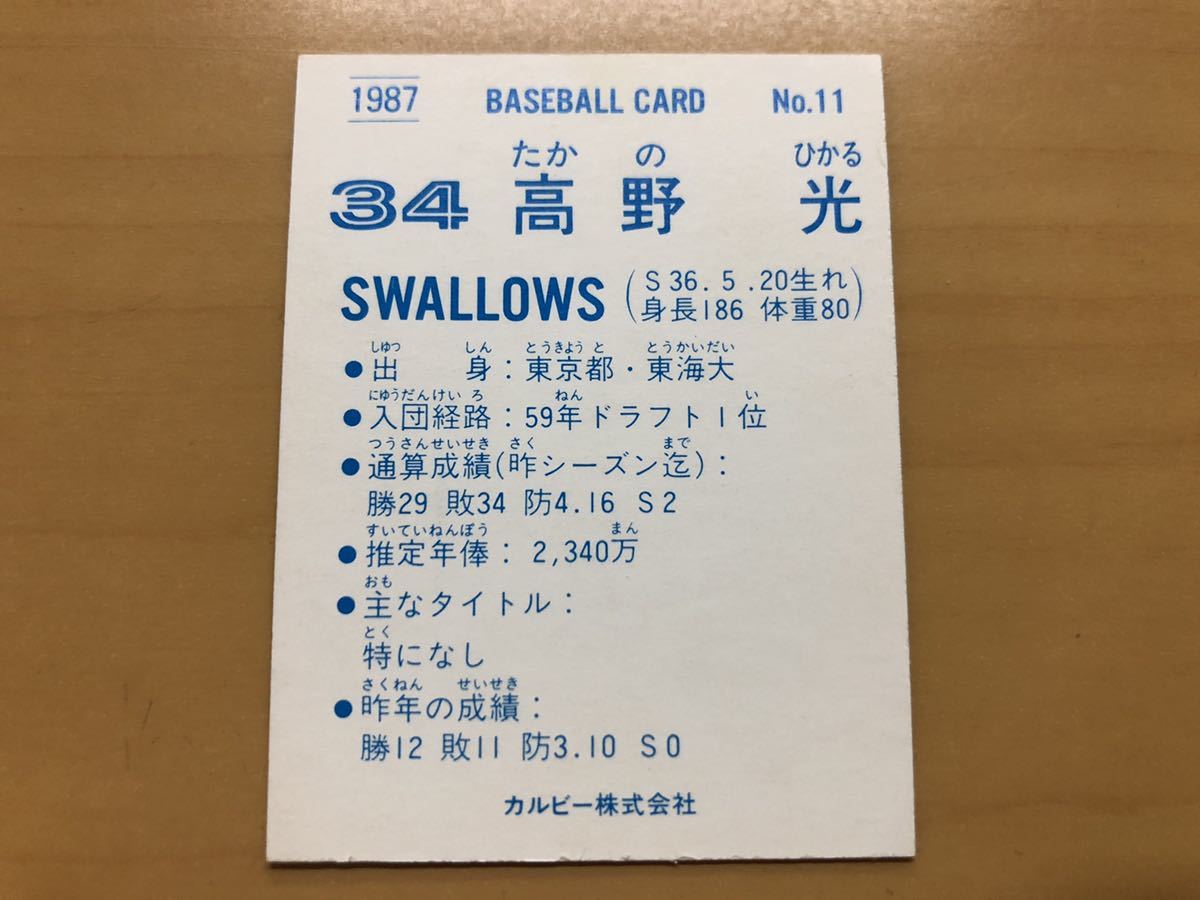 1987 BASEBALL CARD No.11
たか の ひかる
34 高野 光
SWALLOWS (S36.5.20生れ
身長186 体重80)
しゆつ しん とうきよう と とうかいだい
●出 身：東京都・東海大
にゆうだんけい ろ ねん い
●入団経路：59年ドラフト1位
つうさんせいせき さく まで
●通算成績(昨シーズン迄)：
勝29 敗34 防4.16 S2
すいていねんぽう まん
●推定年俸：2,340万
おも
●主なタイトル：
とく
特になし
さくねん せいせき
●昨年の成績：
勝12 敗11 防3.10 S0
カルビー株式会社